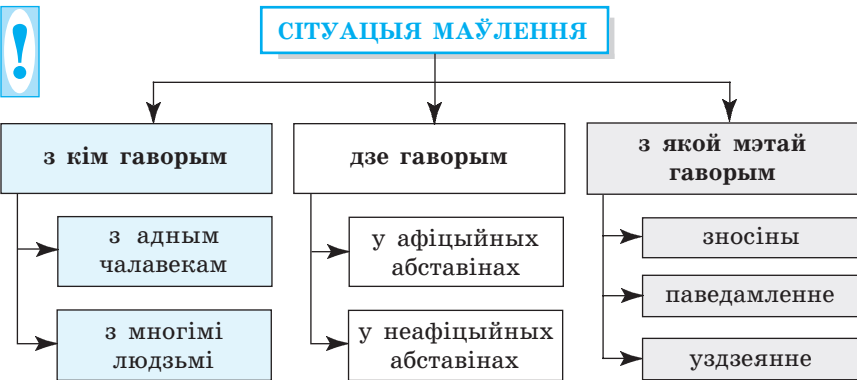 !
СІТУАЦЫЯ МАЎЛЕННЯ
з кім гаворым
з адным
чалавекам
з многімі
людзьмі
дзе гаворым
у афіцыйных
абставінах
у неафіцыйных
абставінах
з якой мэтай
гаворым
зносіны
паведамленне
уздзеянне